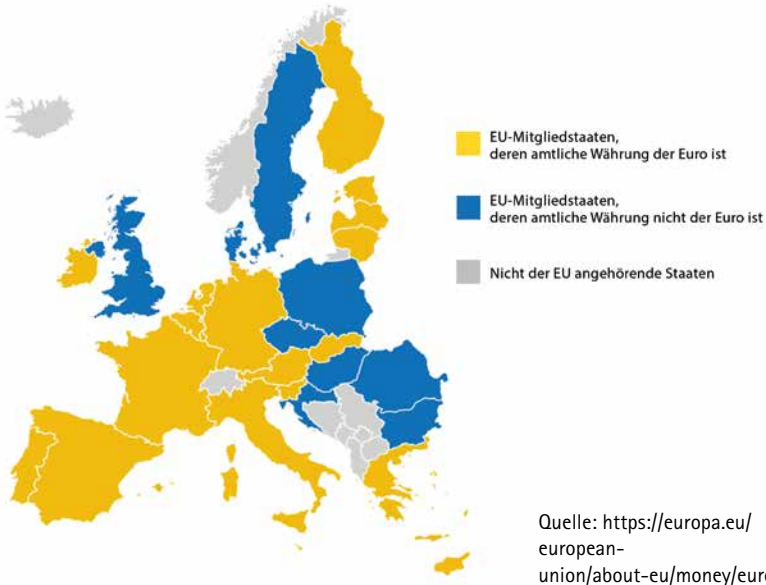 EU-Mitgliedstaaten,
deren amtliche Währung der Euro ist
EU-Mitgliedstaaten,
deren amtliche Währung nicht der Euro ist
Nicht der EU angehörende Staaten
Quelle: https://europa.eu/
european-
union/about-eu/money/euro